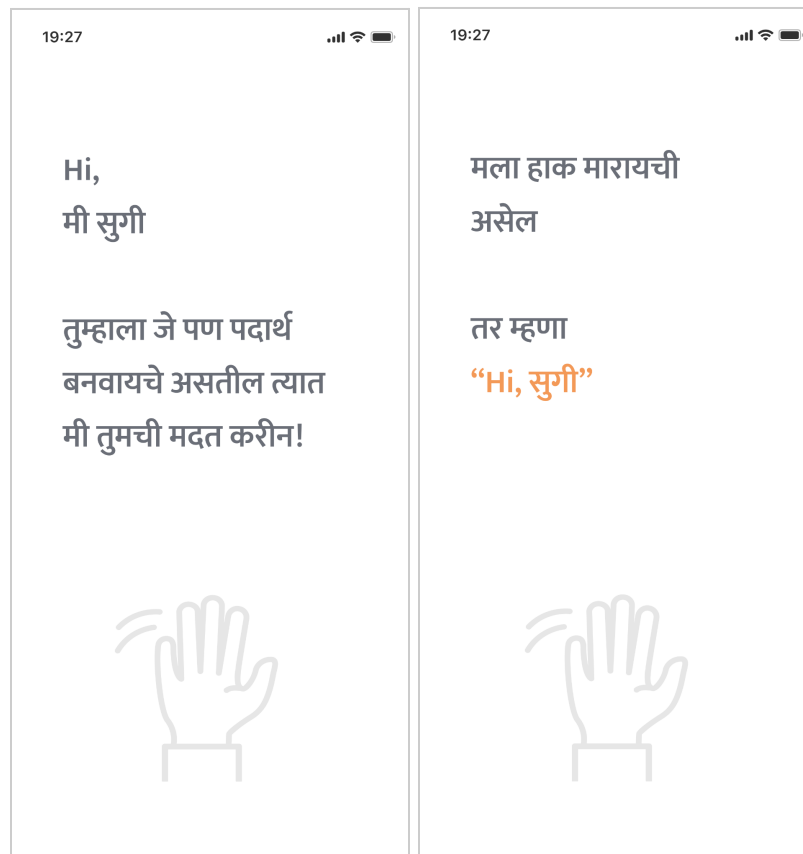 19:27
Hi,
मी सुगी
तुम्हाला जे पण पदार्थ
बनवायचे असतील त्यात
मी तुमची मदत करीन!
19:27
मला हाक मारायची
असेल
तर म्हणा
“Hi, सुगी”